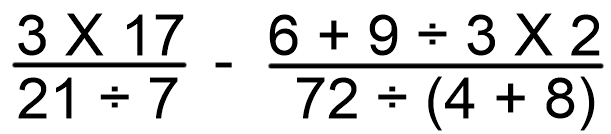 3 X 17 - 6 + 9 ÷ 3 X 2
21 ÷ 7 72 ÷ (4 + 8)